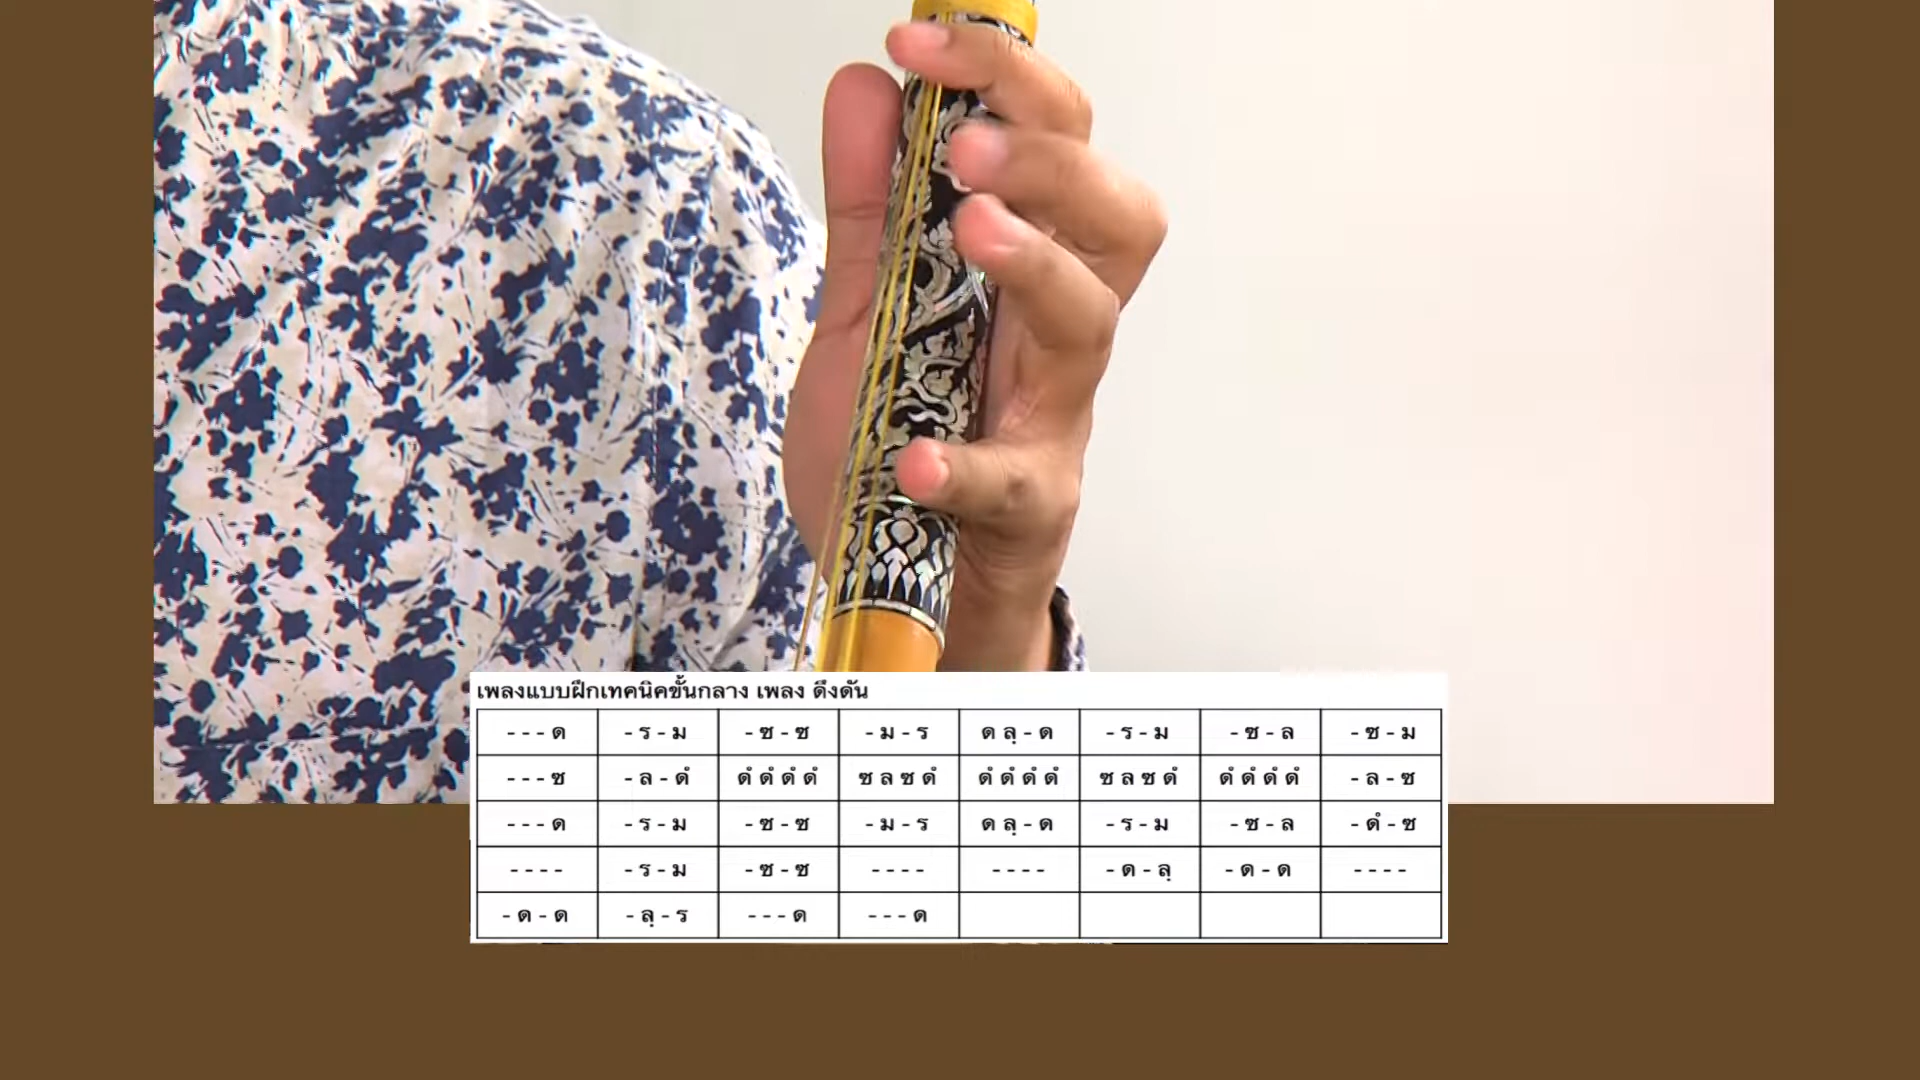 เพลงแบบฝึกเทคนิคขั้นกลาง เพลง ดึงดัน
- - - ด - ร - ม - ซ - ซ - ม - ร ด ลฺ - ด - ร - ม - ซ - ล - ซ - ม
- - - ซ - ล - ดํ ดํ ดํ ดํ ดํ ซ ล ซ ดํ ดํ ดํ ดํ ดํ ซ ล ซ ดํ ดํ ดํ ดํ ดํ - ล - ซ
- - - ด - ร - ม - ซ - ซ - ม - ร ด ลฺ - ด - ร - ม - ซ - ล - ดํ - ซ
- - - - - ร - ม - ซ - ซ - - - - - - - - - ด - ลฺ - ด - ด - - - -
- ด - ด - ลฺ - ร - - - ด - - - ด